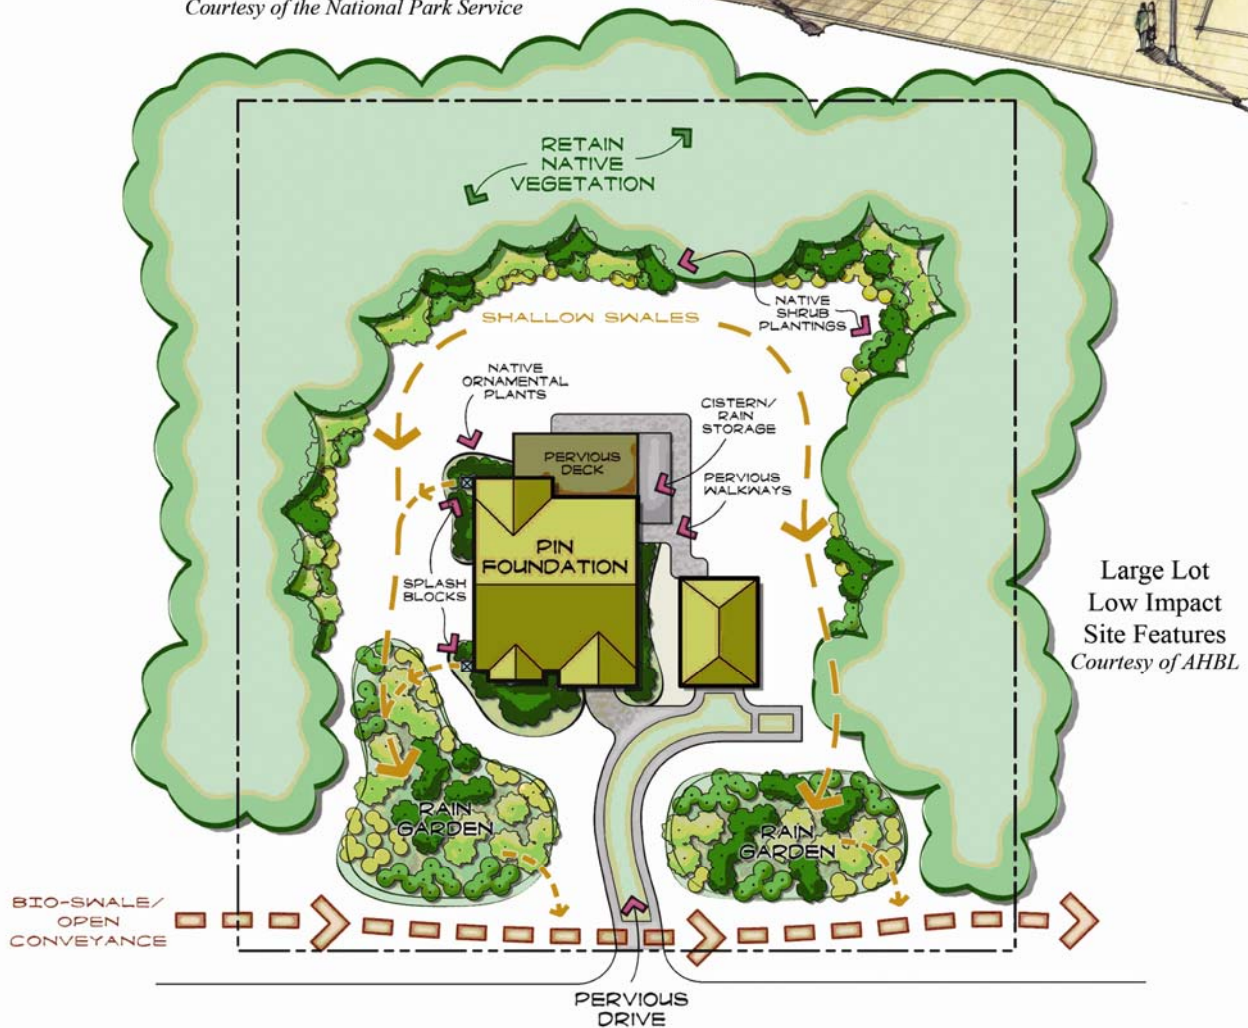 Courtesy of the National Park Service
RETAIN
NATIVE
VEGETATION
SHALLOW SWALES
NATIVE
SHRUB
PLANTINGS
NATIVE
ORNAMENTAL
PLANTS
CISTERN/
RAIN
STORAGE
PERVIOUS
DECK
PERVIOUS
WALKWAYS
PIN
FOUNDATION
SPLASH
BLOCKS
Large Lot
Low Impact
Site Features
Courtesy of AHBL
RAIN
GARDEN
RAIN
GARDEN
BIO-SWALE/
OPEN
CONVEYANCE
PERVIOUS
DRIVE